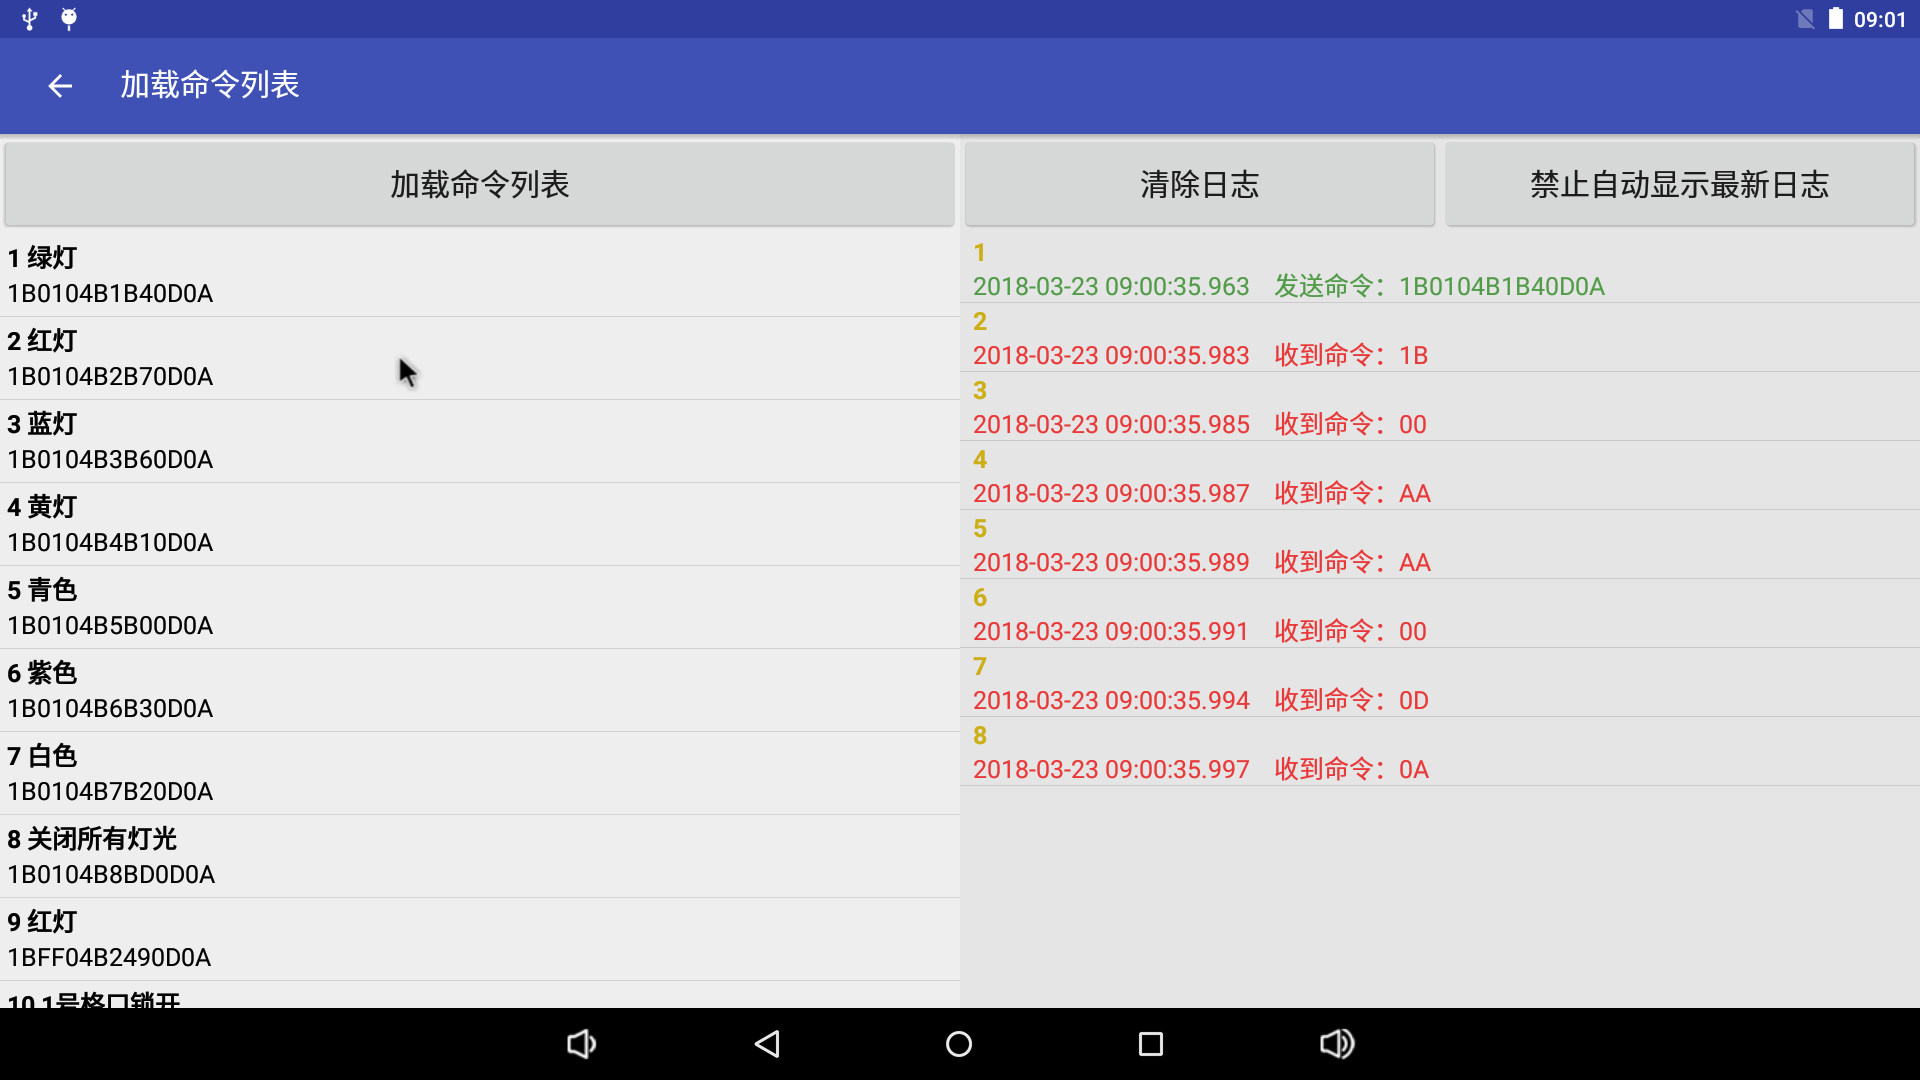 09:01
加载命令列表
加载命令列表
清除日志
禁止自动显示最新日志
1 绿灯
1B0104B1B40D0A
2 红灯
1B0104B2B70D0A
3 蓝灯
1B0104B3B60D0A
4 黄灯
1B0104B4B10D0A
5 青色
1B0104B5B00D0A
6 紫色
1B0104B6B30D0A
7 白色
1B0104B7B20D0A
8 关闭所有灯光
1B0104B8BD0D0A
9 红灯
1BFF04B2490D0A
10 1号格口锁开
1
2018-03-23 09:00:35.963 发送命令：1B0104B1B40D0A
2
2018-03-23 09:00:35.983 收到命令：1B
3
2018-03-23 09:00:35.985 收到命令：00
4
2018-03-23 09:00:35.987 收到命令：AA
5
2018-03-23 09:00:35.989 收到命令：AA
6
2018-03-23 09:00:35.991 收到命令：00
7
2018-03-23 09:00:35.994 收到命令：0D
8
2018-03-23 09:00:35.997 收到命令：0A